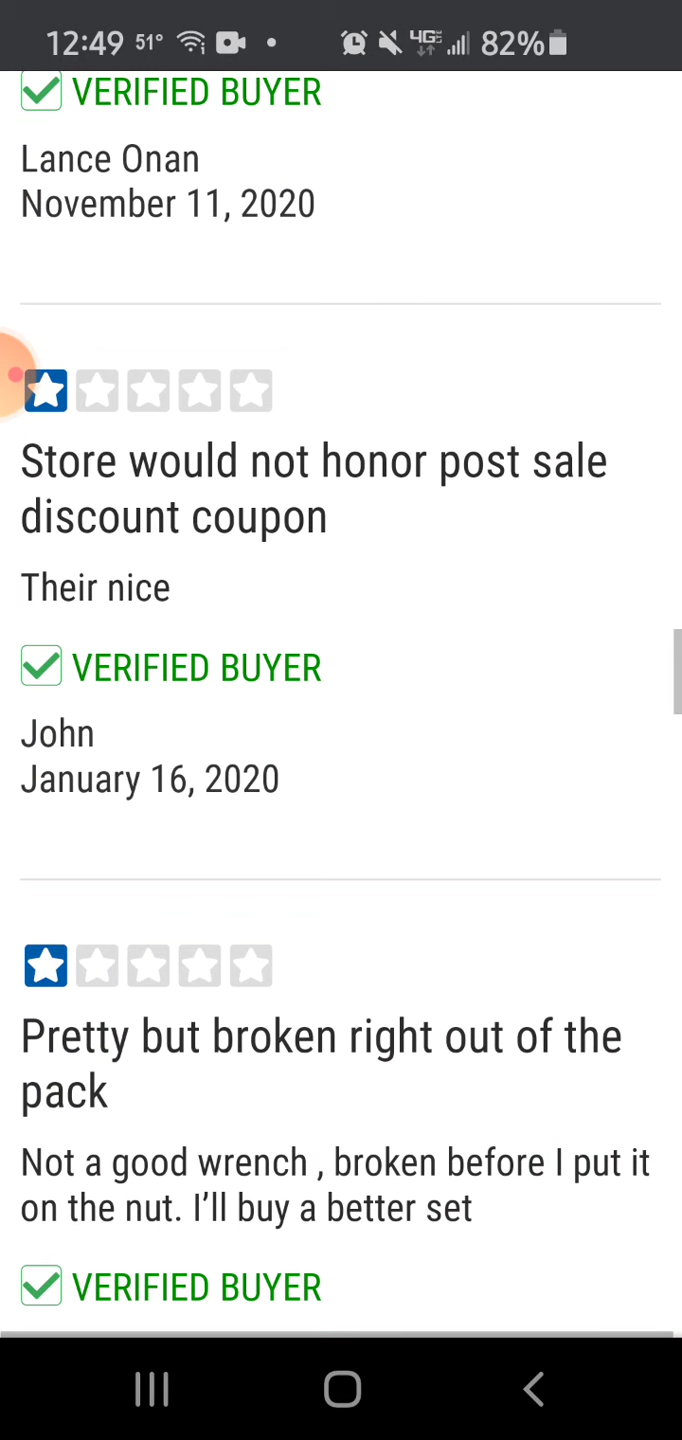 12:49 51° 4GE 82%
VERIFIED BUYER
Lance Onan
November 11, 2020
Store would not honor post sale
discount coupon
Their nice
VERIFIED BUYER
John
January 16, 2020
Pretty but broken right out of the
pack
Not a good wrench , broken before I put it
on the nut. I’ll buy a better set
VERIFIED BUYER